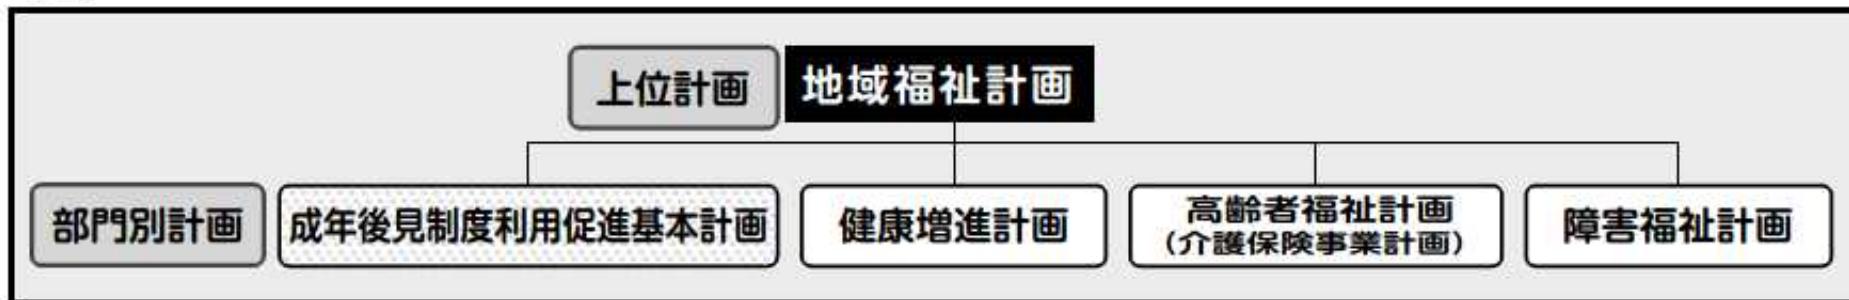 上位計画
地域福祉計画
部門別計画
成年後見制度利用促進基本計画
健康増進計画
高齢者福祉計画
(介護保険事業計画)
障害福祉計画